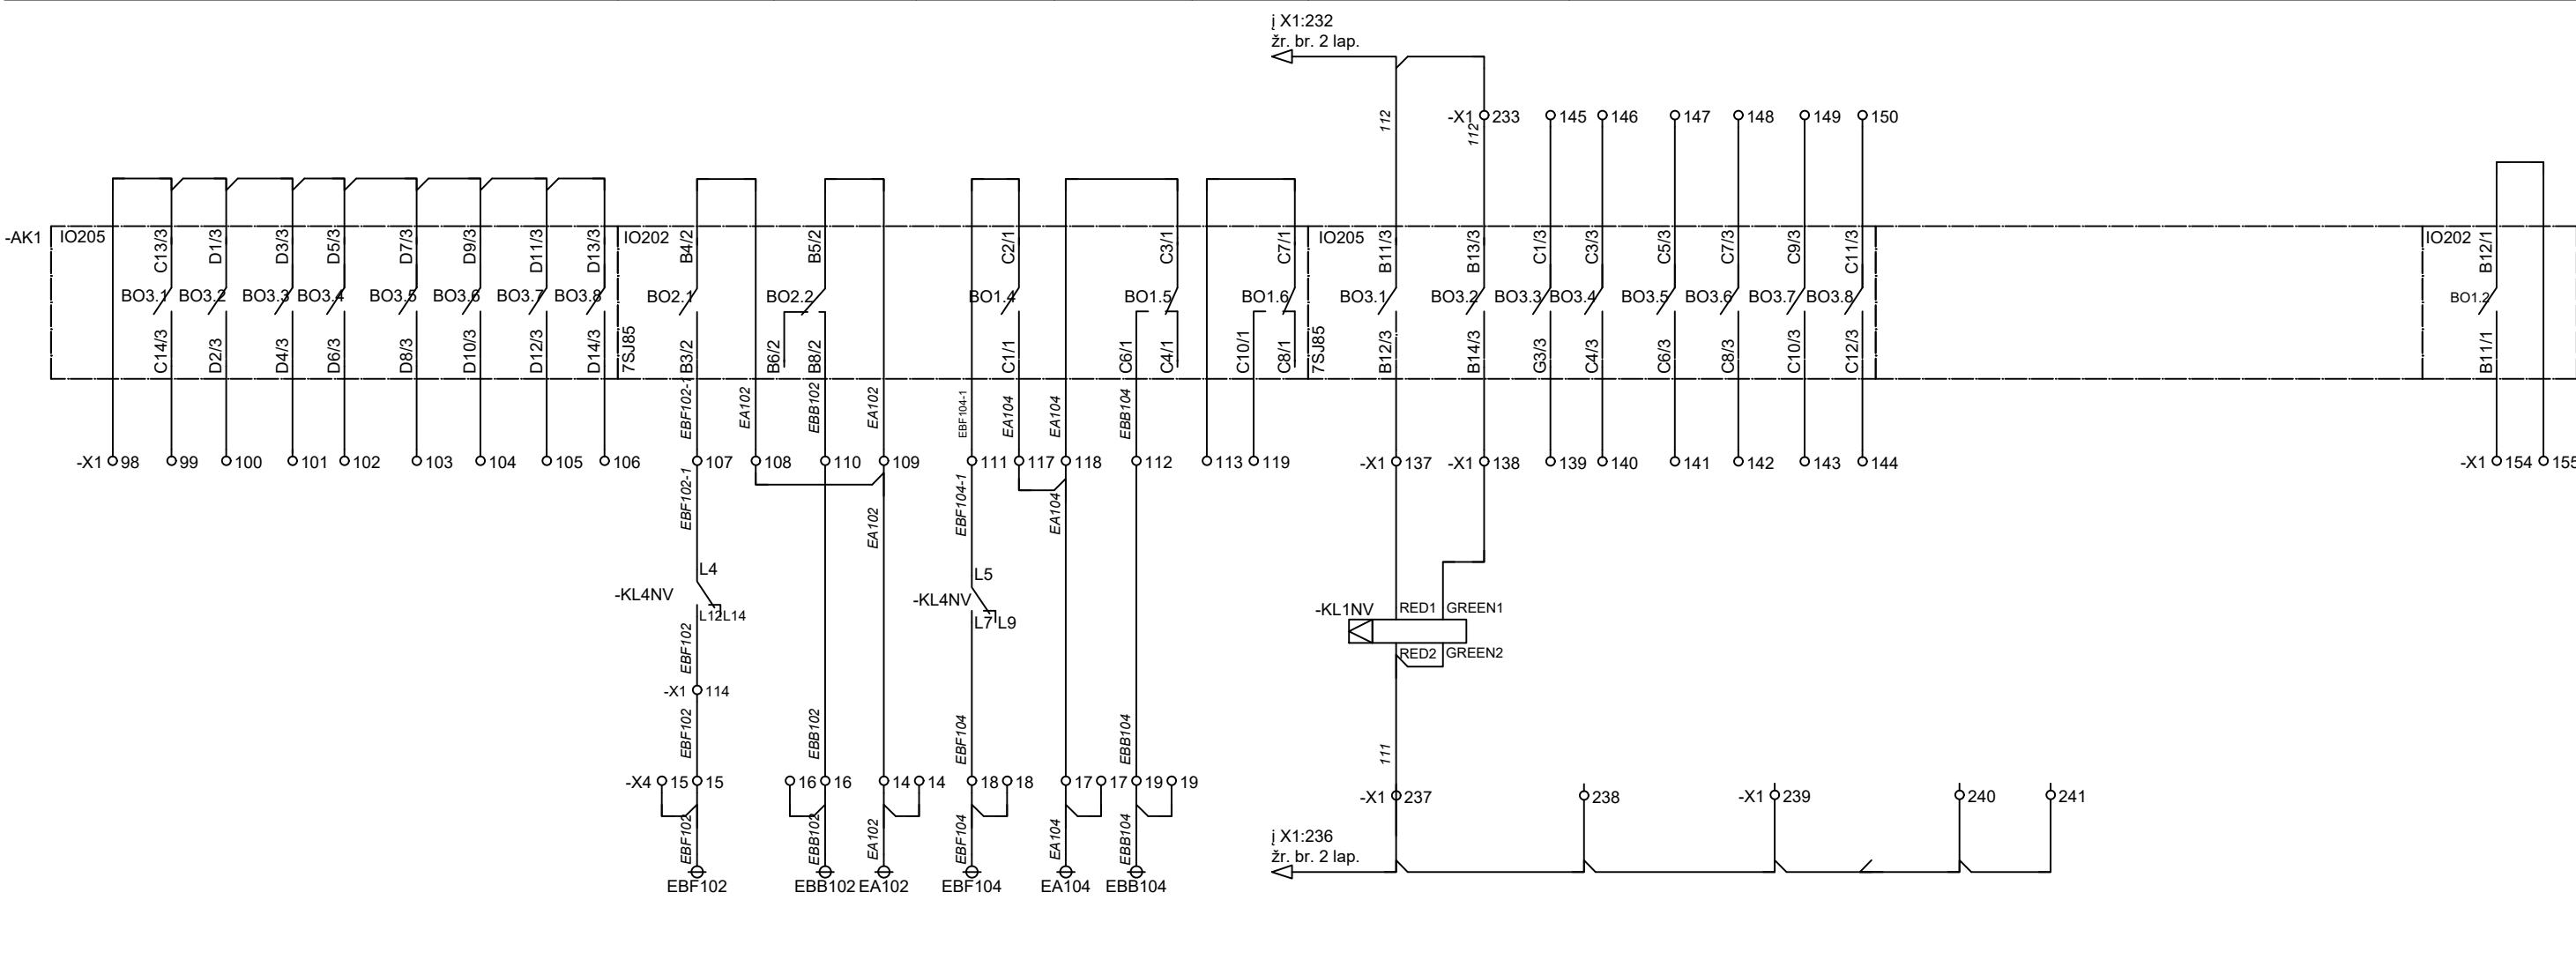 į X1:232
žr. br. 2 lap.
112
-X1 233 145 146 147 148 149 150
112
-AK1 IO205 C13/3 D1/3 D3/3 D5/3 D7/3 D9/3 D11/3 D13/3 IO202 B4/2 B5/2 C2/1 C3/1 C7/1 IO205 B11/3 B13/3 C1/3 C3/3 C5/3 C7/3 C9/3 C11/3 IO202 B12/1
BO3.1 BO3.2 BO3.3 BO3.4 BO3.5 BO3.6 BO3.7 BO3.8 BO2.1 BO2.2 BO1.4 BO1.5 BO1.6 BO3.1 BO3.2 BO3.3 BO3.4 BO3.5 BO3.6 BO3.7 BO3.8 BO1.2
C14/3 D2/3 D4/3 D6/3 D8/3 D10/3 D12/3 D14/3 7SJ85 B3/2 B6/2 B8/2 C1/1 C6/1 C4/1 C10/1 C8/1 7SJ85 B12/3 B14/3 G3/3 C4/3 C6/3 C8/3 C10/3 C12/3 B11/1
EBF102-1 EA102 EBB102 EA102 EBF104-1 EA104 EA104 EBB104
-X1 98 99 100 101 102 103 104 105 106 107 108 110 109 111 117 118 112 113 119 -X1 137 -X1 138 139 140 141 142 143 144 -X1 154 155
EBF102-1 EA102 EBF104-1 EA104
L4 L5
-KL4NV -KL4NV -KL1NV RED1 GREEN1
L12 L14 L7 L9
RED2 GREEN2
EBF102
-X1 114
EBF102 EBB102 EBF104 EBB104 111
-X4 15 15 16 16 14 14 18 18 17 17 19 19 -X1 237 238 -X1 239 240 241
EBF102 EBB102 EA102 EBF104 EA104 EBB104
į X1:236
žr. br. 2 lap.
EBF102 EBB102 EA102 EBF104 EA104 EBB104